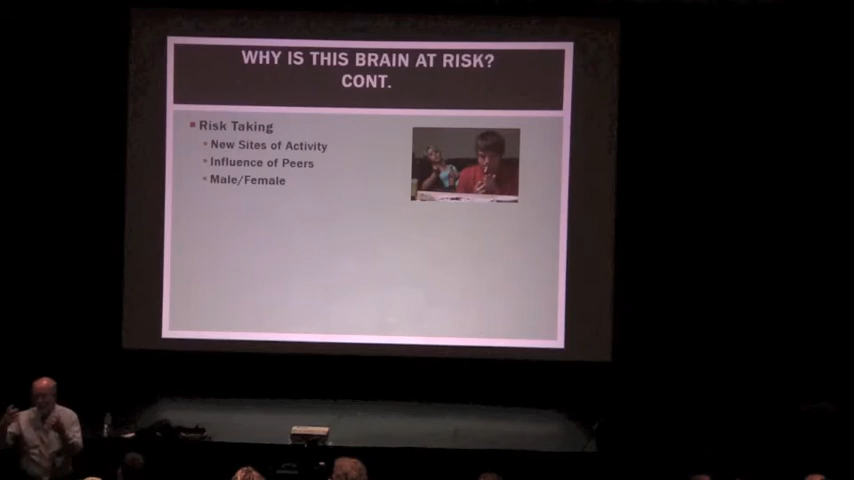 WHY IS THIS BRAIN AT RISK?
CONT.
Risk Taking
New Sites of Activity
Influence of Peers
Male/Female